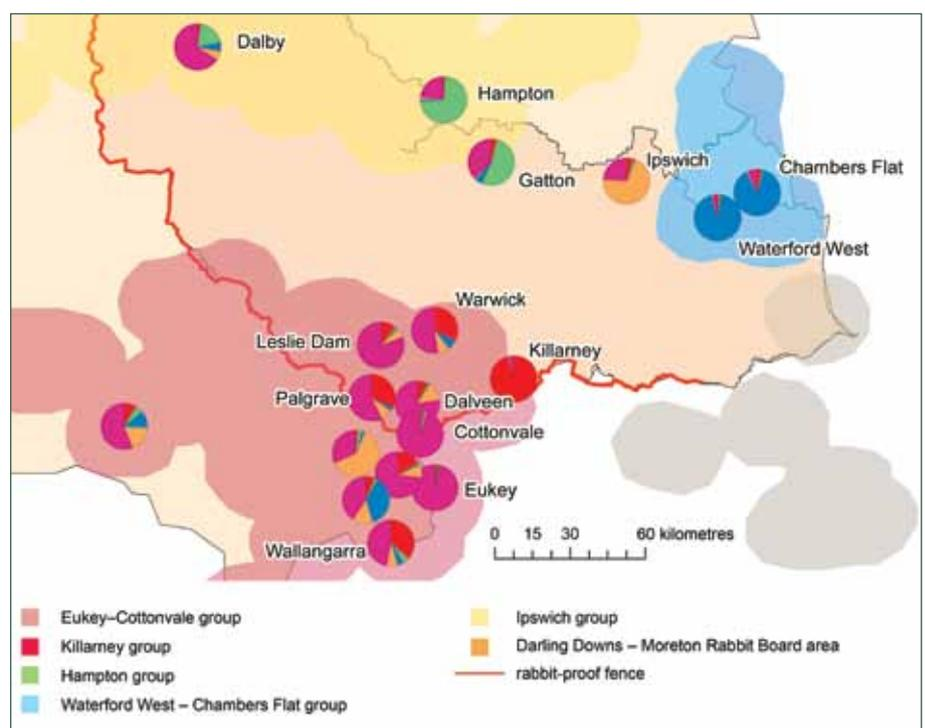 Dalby
Hampton
Gatton
Ipswich
Chambers Flat
Waterford West
Warwick
Leslie Dam
Killarney
Palgrave
Dalveen
Cottonvale
Eukey
Wallangarra
0 15 30 60 kilometres
Eukey–Cottonvale group
Killarney group
Hampton group
Waterford West – Chambers Flat group
Ipswich group
Darling Downs – Moreton Rabbit Board area
rabbit-proof fence